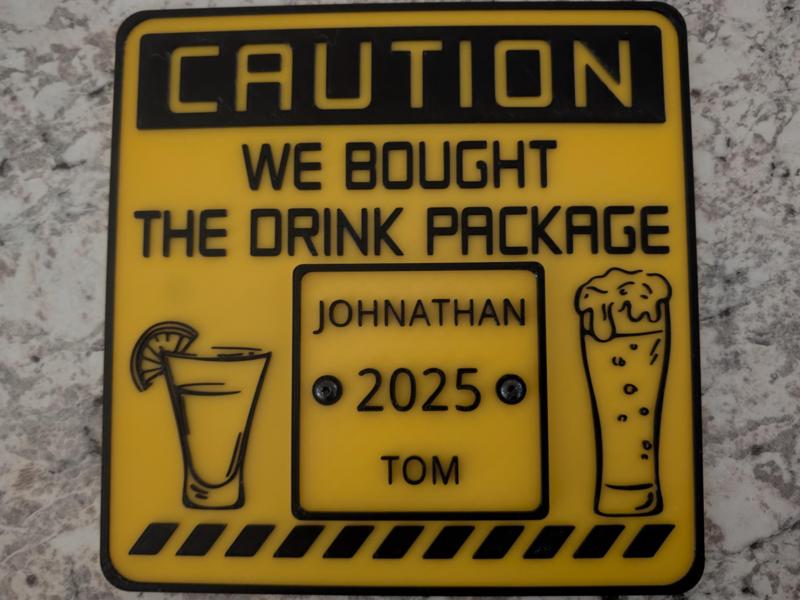 CAUTION
WE BOUGHT
THE DRINK PACKAGE
JOHNATHAN
2025
TOM